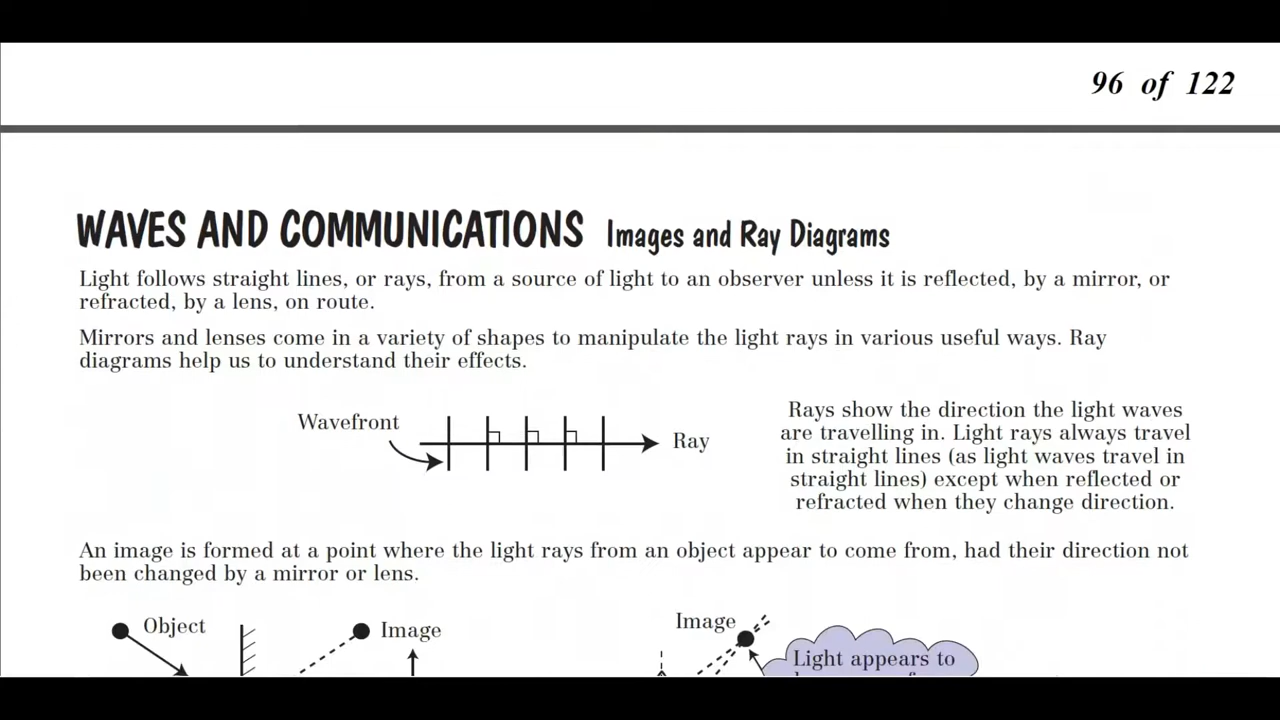 96 of 122
WAVES AND COMMUNICATIONS Images and Ray Diagrams
Light follows straight lines, or rays, from a source of light to an observer unless it is reflected, by a mirror, or
refracted, by a lens, on route.
Mirrors and lenses come in a variety of shapes to manipulate the light rays in various useful ways. Ray
diagrams help us to understand their effects.
Wavefront
Ray
Rays show the direction the light waves
are travelling in. Light rays always travel
in straight lines (as light waves travel in
straight lines) except when reflected or
refracted when they change direction.
An image is formed at a point where the light rays from an object appear to come from, had their direction not
been changed by a mirror or lens.
Object
Image
Image
Light appears to